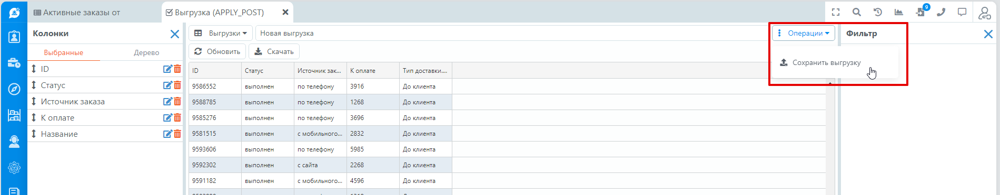 Активные заказы от
Выгрузка (APPLY_POST)
9
Колонки
Выбранные Дерево
ID
Статус
Источник заказа
К оплате
Название
Выгрузки Новая выгрузка Операции
Обновить Скачать
Сохранить выгрузку
Фильтр
ID Статус Источник зак... К оплате Тип доставки....
9586552 выполнен по телефону 3916 До клиента
9588785 выполнен по телефону 1268 До клиента
9585276 выполнен по телефону 3696 До клиента
9581515 выполнен с мобильного... 2832 До клиента
9593606 выполнен по телефону 5985 До клиента
9592302 выполнен с сайта 2268 До клиента
9591182 выполнен с мобильного... 4596 До клиента